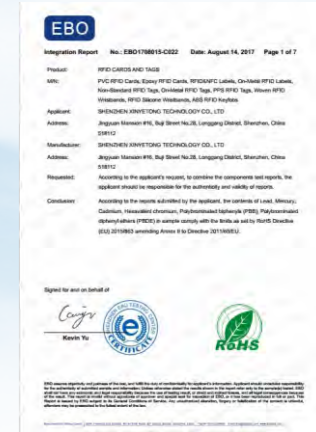 EBO
Integration Report No.: EBO1708015-C022 Date: August 14, 2017 Page 1 of 7
Product: RFID CARDS AND TAGS
M/N: PVC RFID Cards, Epoxy RFID Cards, RFID&NFC Labels, On-Metal RFID Tags,
Non-Standard RFID Tags, On-Metal RFID Tags, PPS RFID Tags, Woven RFID
Wristbands, RFID Silicone Wristbands, ABS RFID Keyfobs
Applicant: SHENZHEN XINYETONG TECHNOLOGY CO., LTD
Address: Jingyuan Mansion #16, Buji Street No.28, Longgang District, Shenzhen, China
518112
Manufacturer: SHENZHEN XINYETONG TECHNOLOGY CO., LTD
Address: Jingyuan Mansion #16, Buji Street No.28, Longgang District, Shenzhen, China
518112
Requested: According to the applicant's request, to combine the components test reports, the
applicant should be responsible for the authenticity and validity of reports.
Conclusion: According to the reports submitted by the applicant, the contents of Lead, Mercury,
Cadmium, Hexavalent chromium, Polybrominated biphenyls (PBB), Polybrominated
diphenyl ethers (PBDE) in sample comply with the limits as set by RoHS Directive
(EU) 2015/863 amending Annex II to Directive 2011/65/EU.
Signed for and on behalf of
Kevin Yu
CERTIFICATE
RoHS